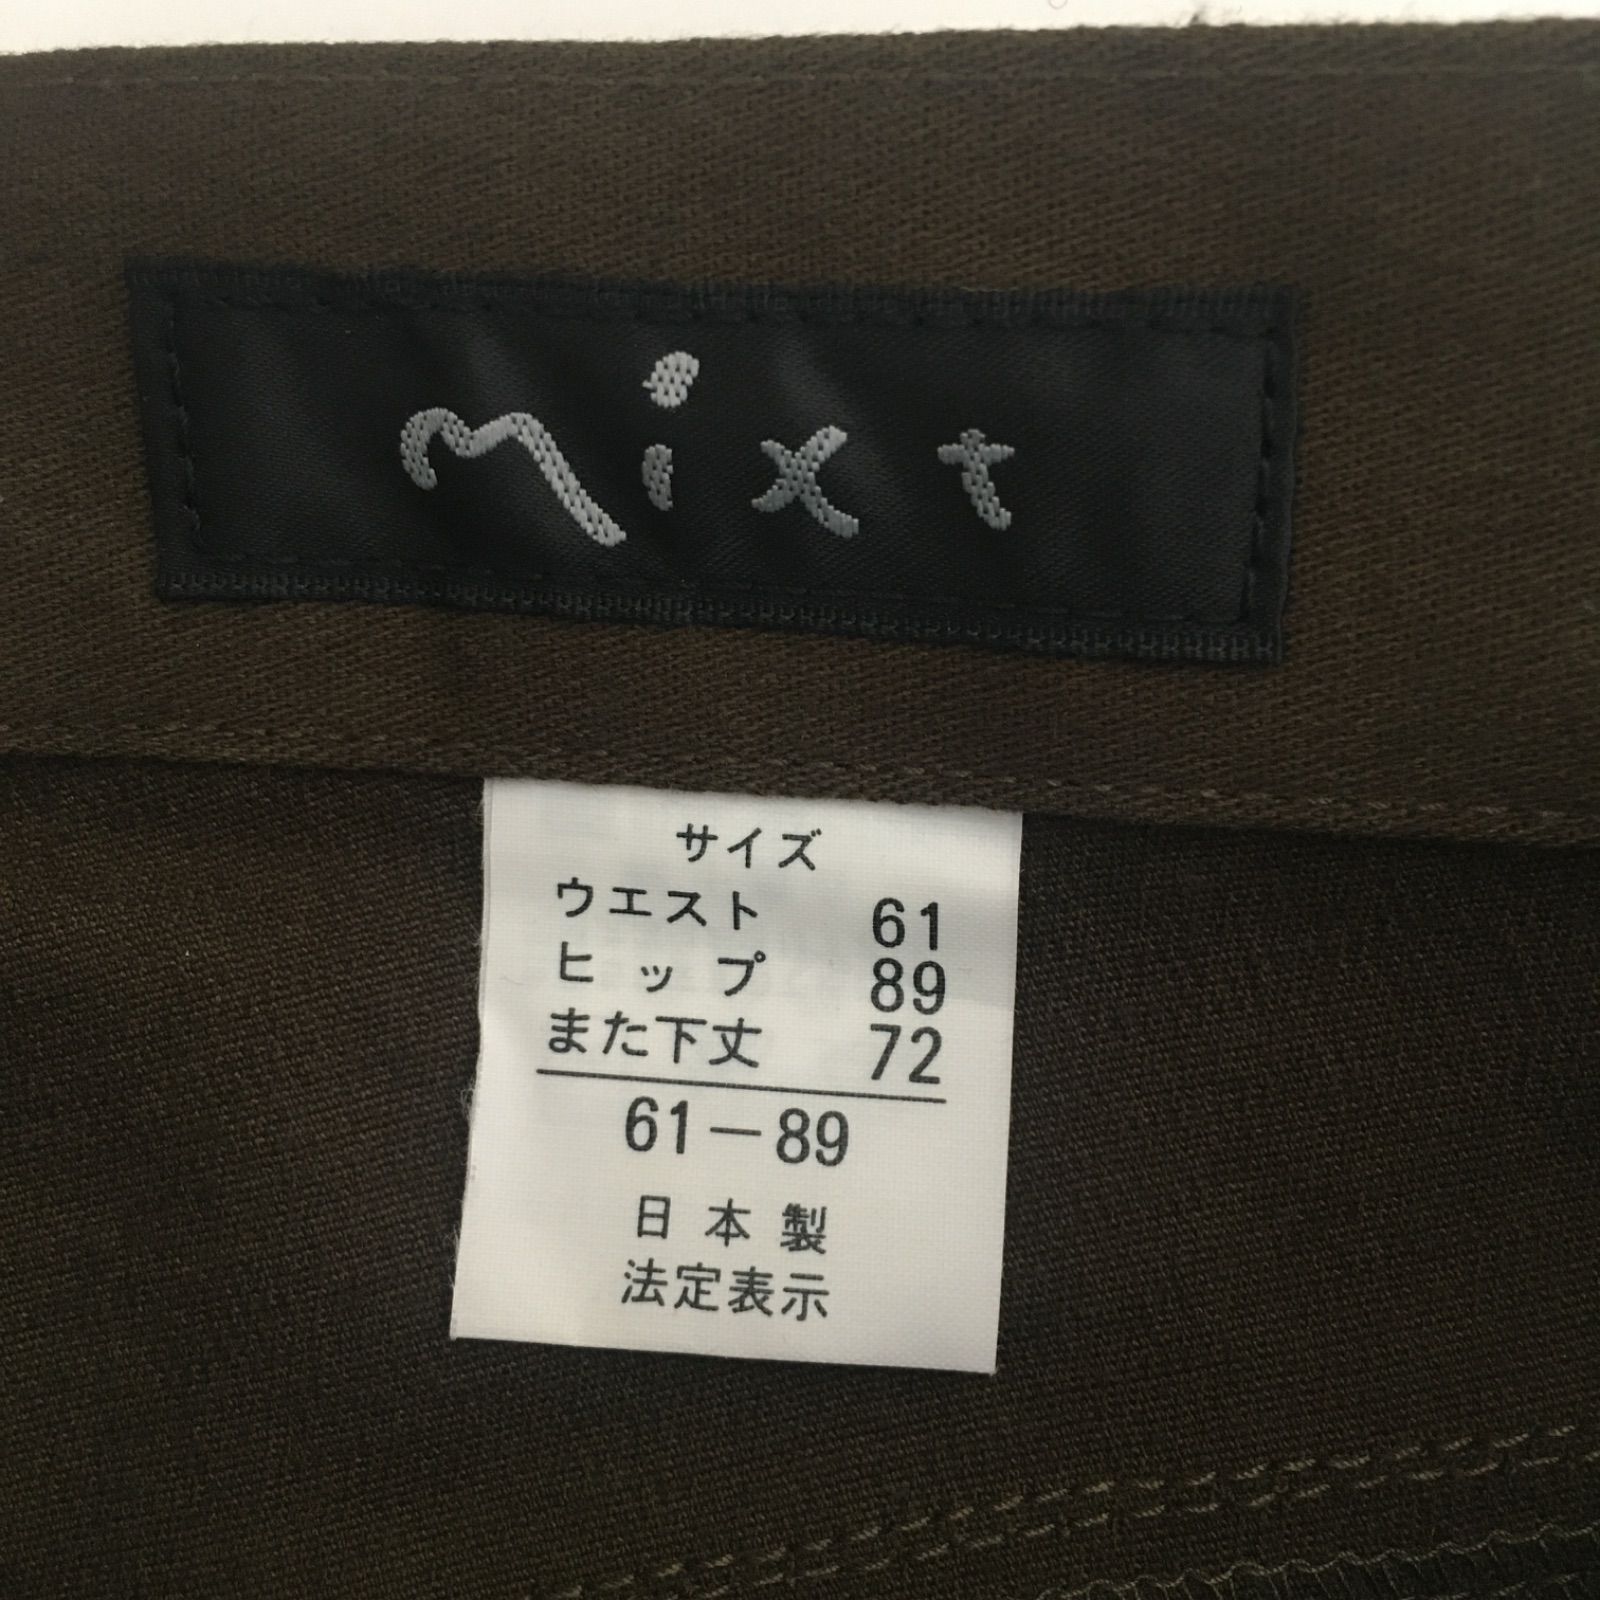 mixt
サイズ
ウエスト 61
ヒップ 89
また下丈 72
61－89
日本製
法定表示